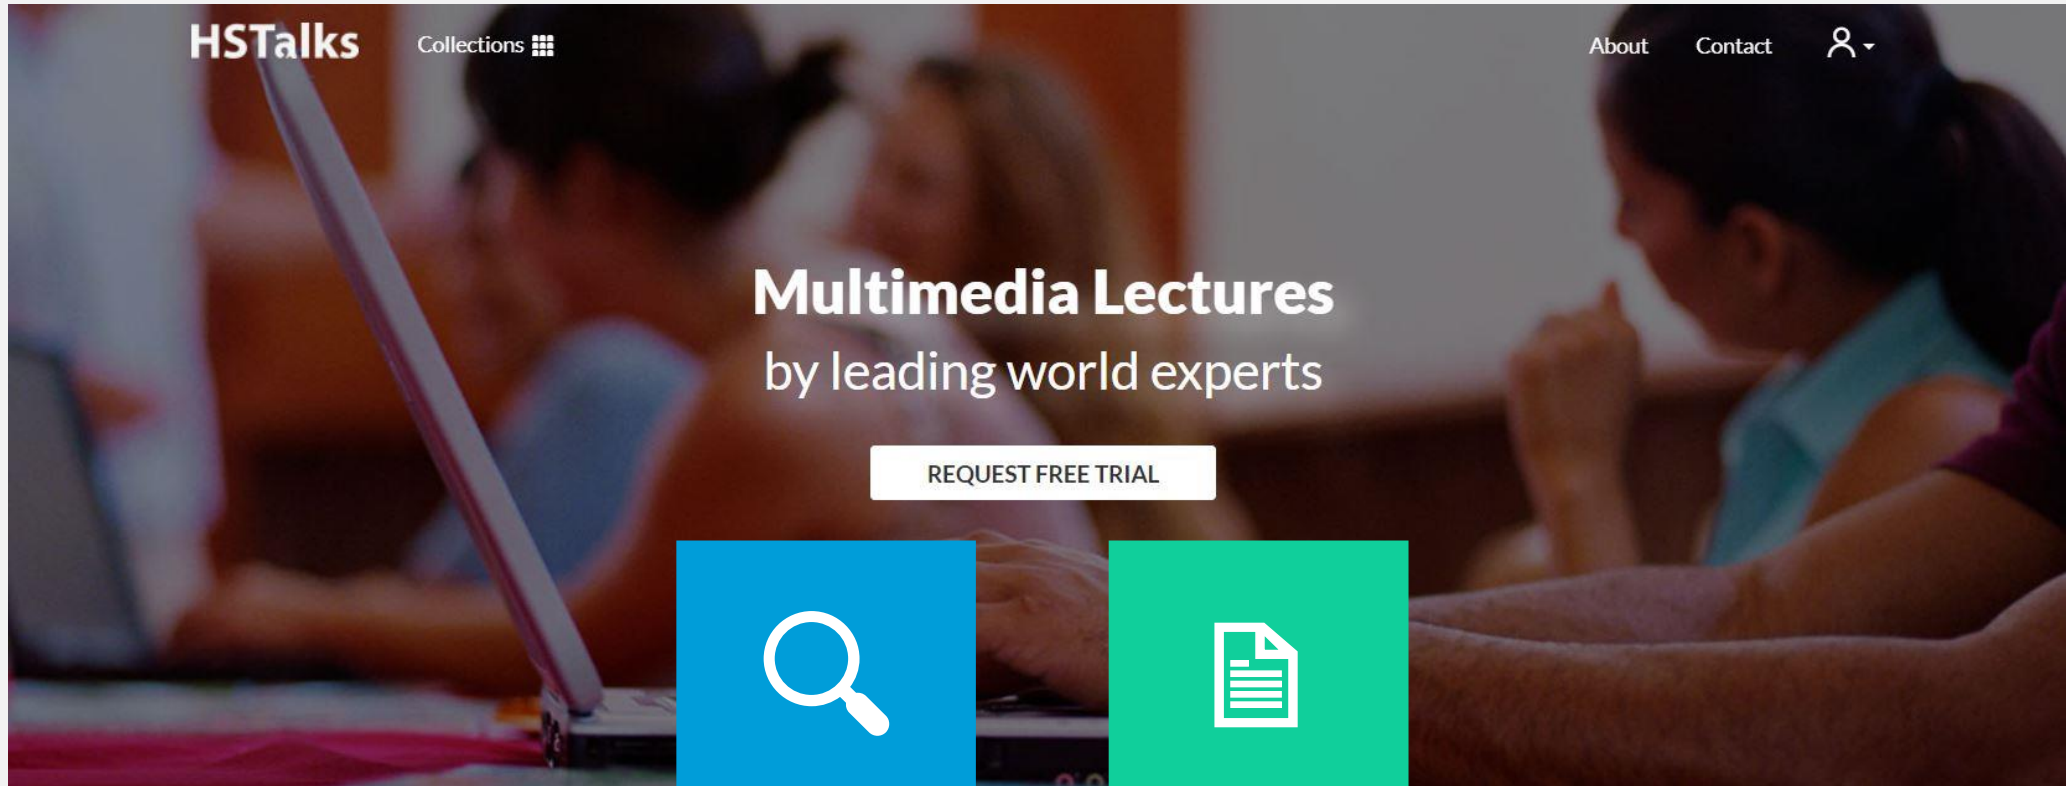 HSTalks
Collections
About
Contact
Multimedia Lectures
by leading world experts
REQUEST FREE TRIAL